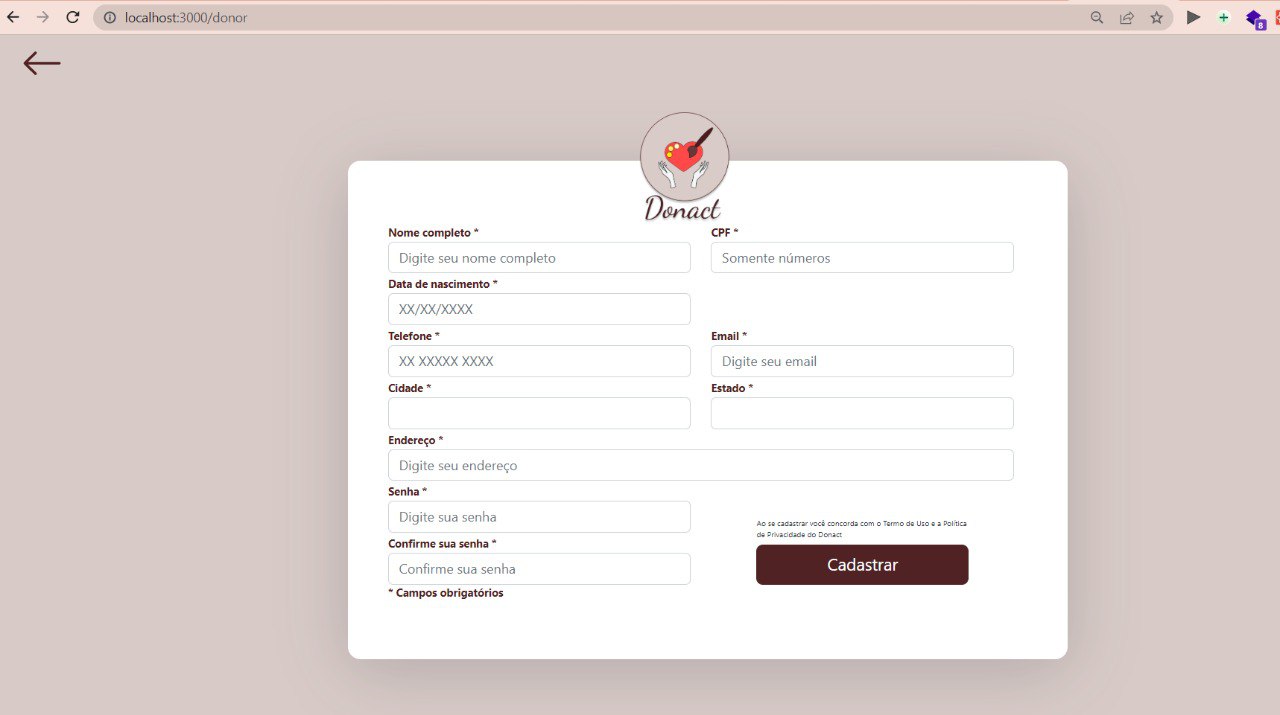 localhost:3000/donor
8
Donact
Nome completo *
CPF *
Digite seu nome completo
Somente números
Data de nascimento *
XX/XX/XXXX
Telefone *
Email *
XX XXXXX XXXX
Digite seu email
Cidade *
Estado *
Endereço *
Digite seu endereço
Senha *
Digite sua senha
Ao se cadastrar você concorda com o Termo de Uso e a Política
de Privacidade do Donact
Confirme sua senha *
Confirme sua senha
Cadastrar
* Campos obrigatórios